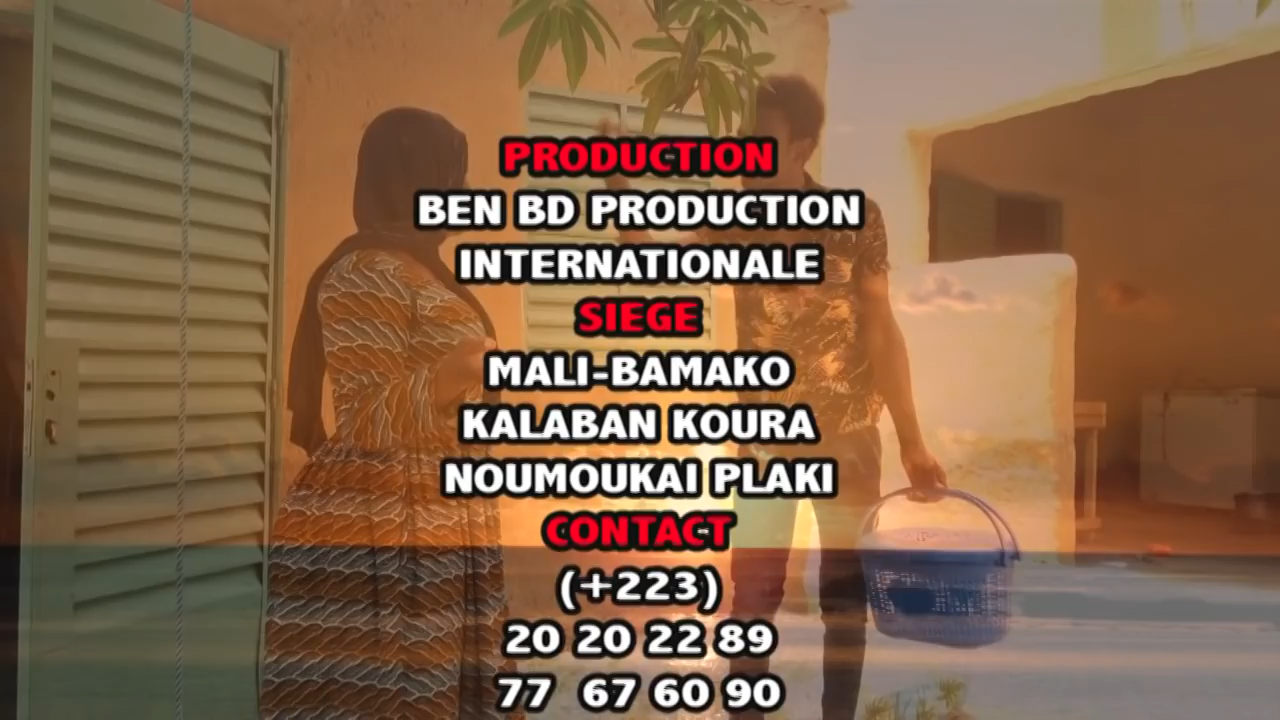 PRODUCTION
BEN BD PRODUCTION
INTERNATIONALE
SIEGE
MALI-BAMAKO
KALABAN KOURA
NOUMOUKAI PLAKI
CONTACT
(+223)
20 20 22 89
77 67 60 90